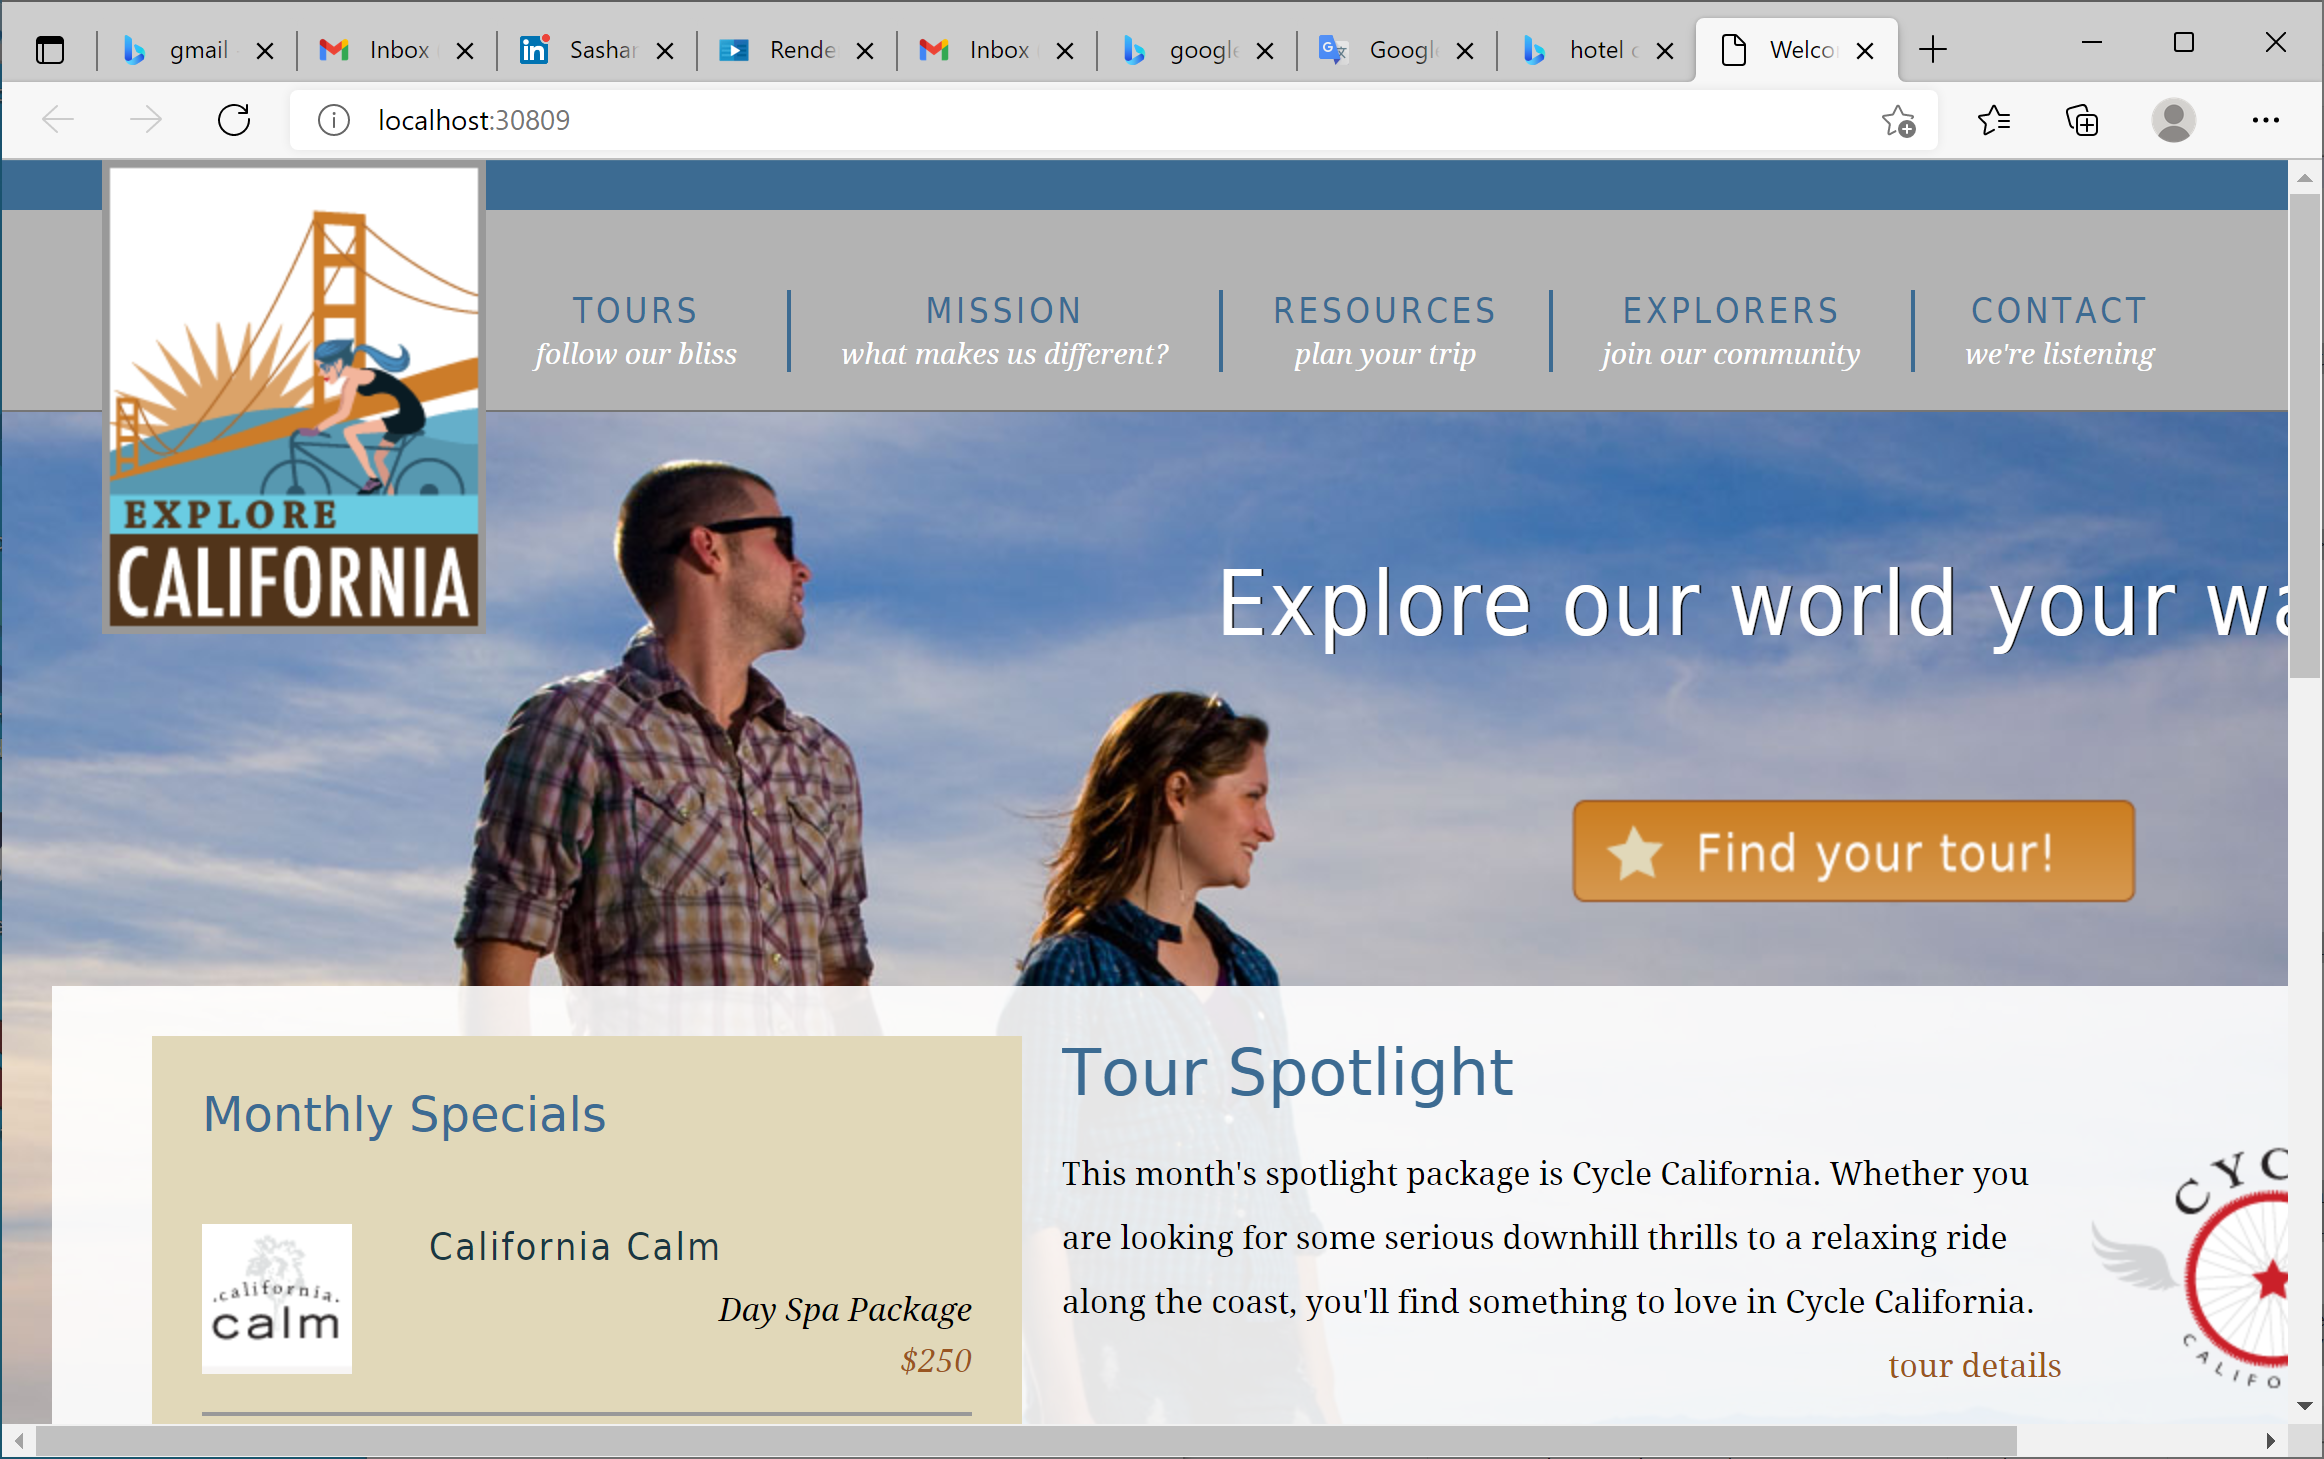 gmail
Inbox
Sashar
Rende
Inbox
google
Google
hotel
Welco
localhost:30809
EXPLORE
CALIFORNIA
TOURS
follow our bliss
MISSION
what makes us different?
RESOURCES
plan your trip
EXPLORERS
join our community
CONTACT
we're listening
Explore our world your wa
Find your tour!
Monthly Specials
.california.
calm
California Calm
Day Spa Package
$250
Tour Spotlight
This month's spotlight package is Cycle California. Whether you
are looking for some serious downhill thrills to a relaxing ride
along the coast, you'll find something to love in Cycle California.
tour details
CYC
CALIFO